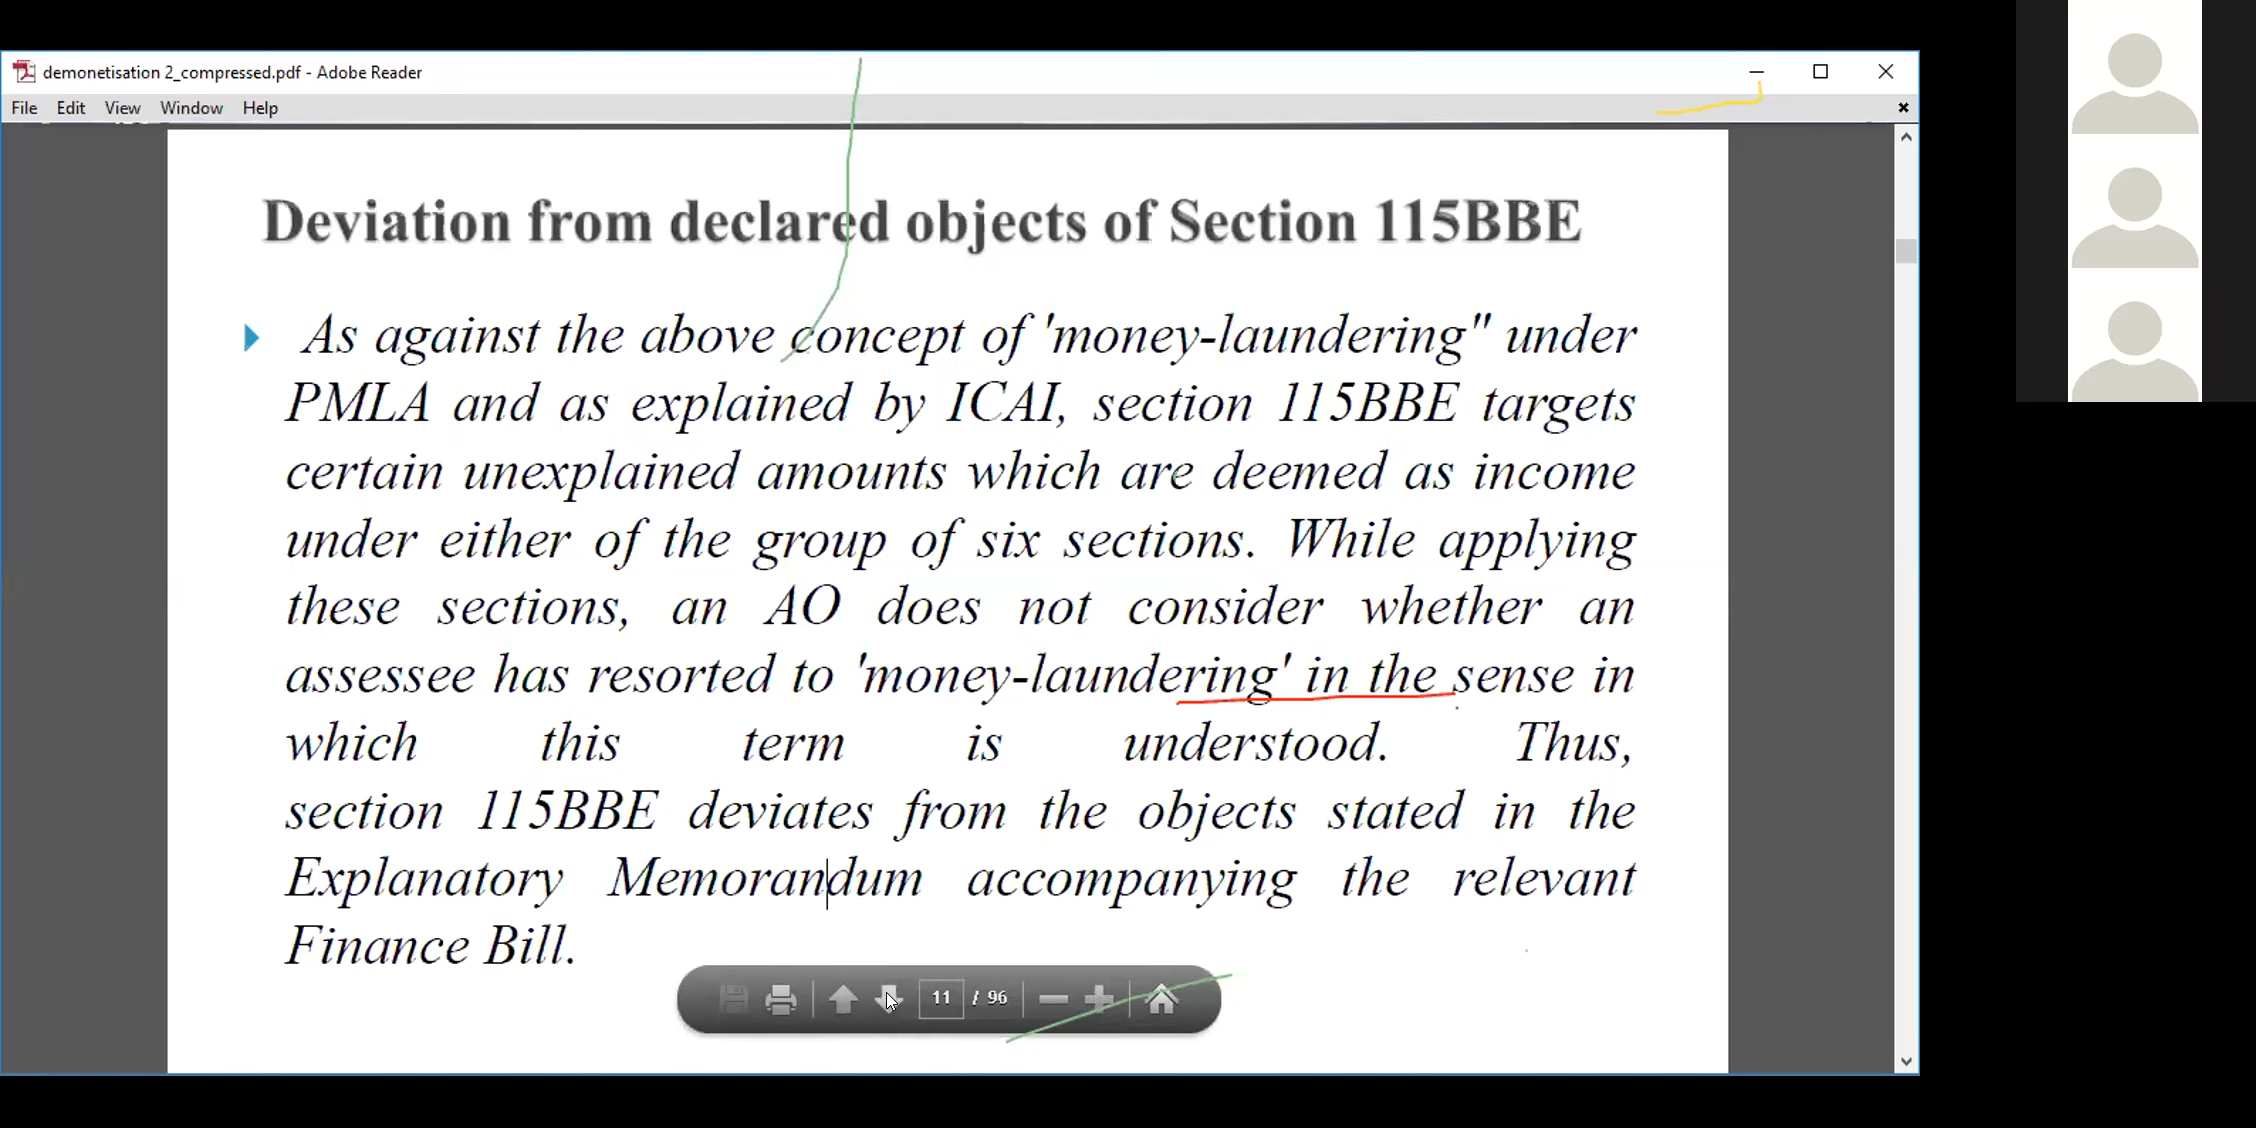 demonetisation 2_compressed.pdf - Adobe Reader
File Edit View Window Help
Deviation from declared objects of Section 115BBE
As against the above concept of 'money-laundering" under
PMLA and as explained by ICAI, section 115BBE targets
certain unexplained amounts which are deemed as income
under either of the group of six sections. While applying
these sections, an AO does not consider whether an
assessee has resorted to 'money-laundering' in the sense in
which this term is understood. Thus,
section 115BBE deviates from the objects stated in the
Explanatory Memorandum accompanying the relevant
Finance Bill.
11 / 96